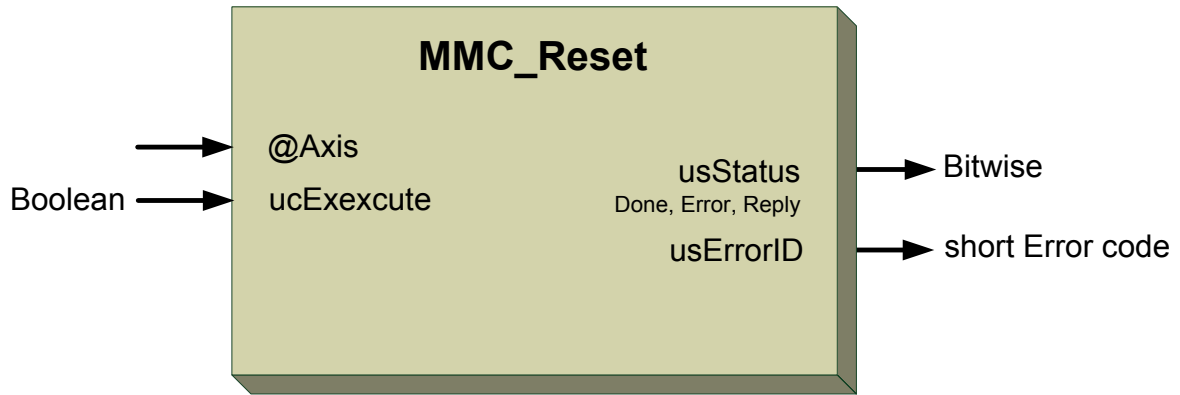 MMC_Reset
@Axis
Boolean
ucExexcute
usStatus
Bitwise
Done, Error, Reply
usErrorID
short Error code